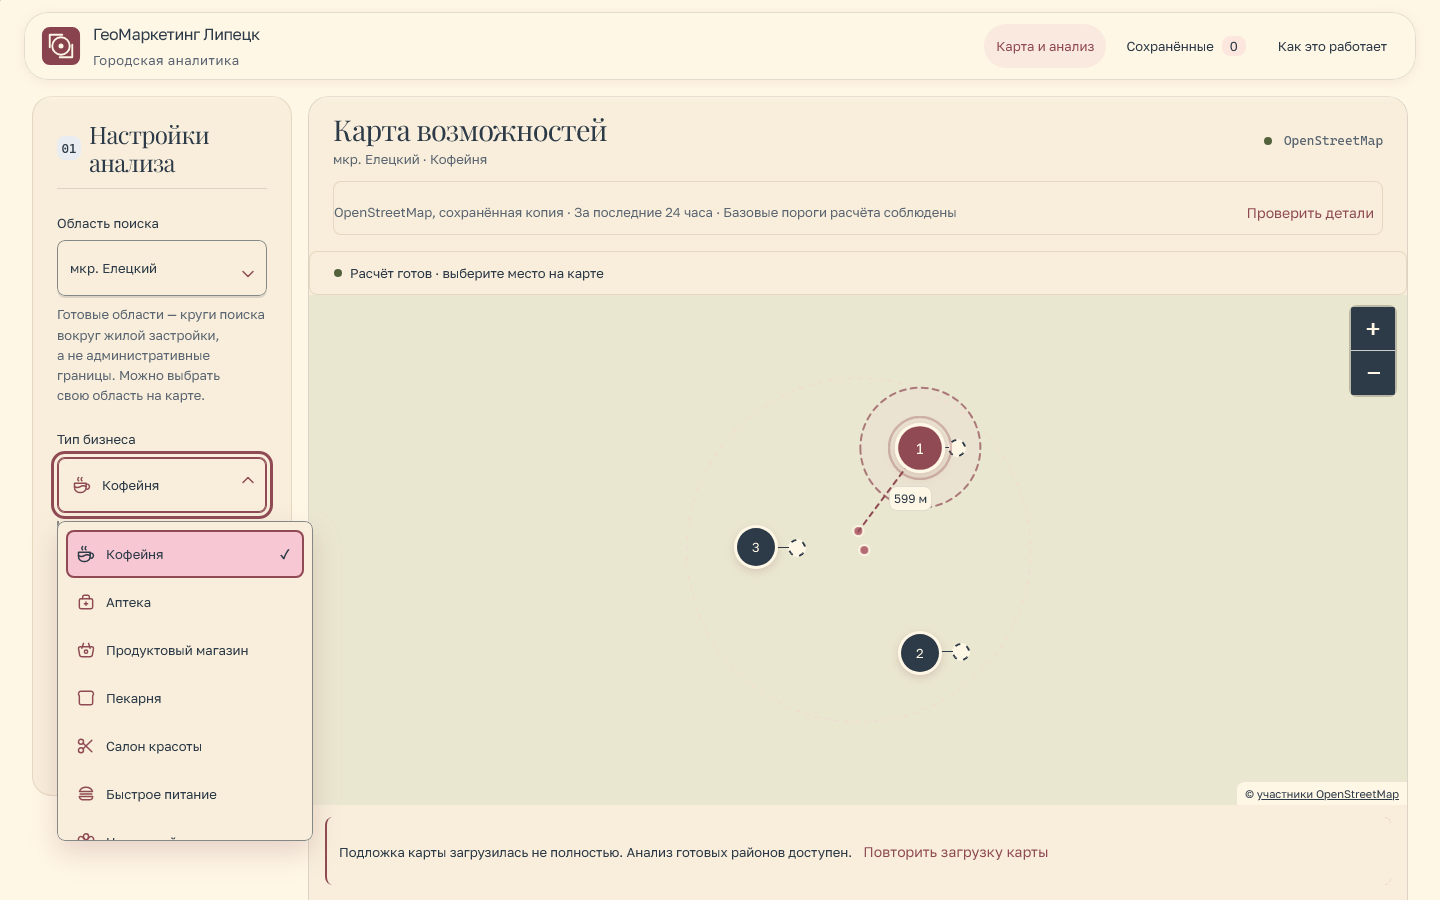 ГеоМаркетинг Липецк
Городская аналитика
Карта и анализ
Сохранённые 0
Как это работает
01
Настройки
анализа
Область поиска
мкр. Елецкий
Готовые области — круги поиска
вокруг жилой застройки,
а не административные
границы. Можно выбрать
свою область на карте.
Тип бизнеса
Кофейня
Кофейня ✓
Аптека
Продуктовый магазин
Пекарня
Салон красоты
Быстрое питание
Карта возможностей
мкр. Елецкий · Кофейня
OpenStreetMap
OpenStreetMap, сохранённая копия · За последние 24 часа · Базовые пороги расчёта соблюдены
Проверить детали
Расчёт готов · выберите место на карте
+
−
1
599 м
3
2
© участники OpenStreetMap
Подложка карты загрузилась не полностью. Анализ готовых районов доступен. Повторить загрузку карты